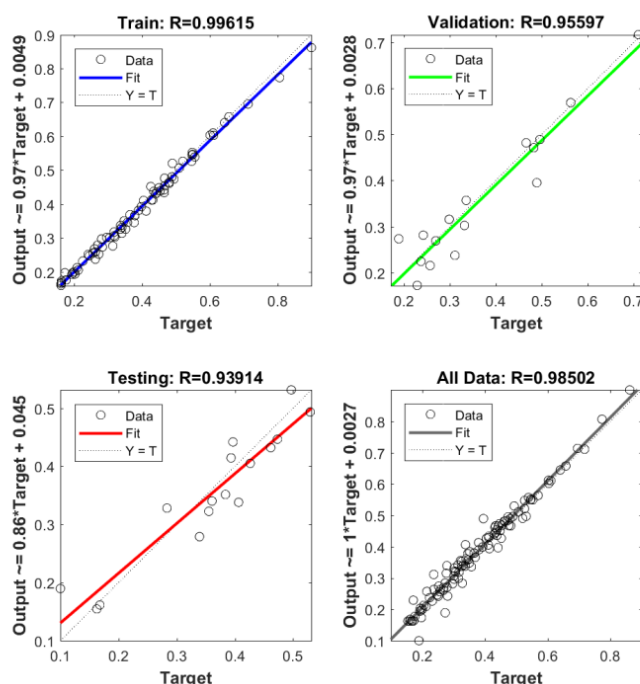 Train: R=0.99615
Output ~= 0.97*Target + 0.0049
0.9
0.8
0.7
0.6
0.5
0.4
0.3
0.2
Data
Fit
Y = T
0.2 0.4 0.6 0.8
Target
Validation: R=0.95597
Output ~= 0.97*Target + 0.0028
0.7
0.6
0.5
0.4
0.3
0.2
Data
Fit
Y = T
0.2 0.3 0.4 0.5 0.6 0.7
Target
Testing: R=0.93914
Output ~= 0.86*Target + 0.045
0.5
0.4
0.3
0.2
0.1
Data
Fit
Y = T
0.1 0.2 0.3 0.4 0.5
Target
All Data: R=0.98502
Output ~= 1*Target + 0.0027
0.8
0.7
0.6
0.5
0.4
0.3
0.2
0.1
Data
Fit
Y = T
0.2 0.4 0.6 0.8
Target